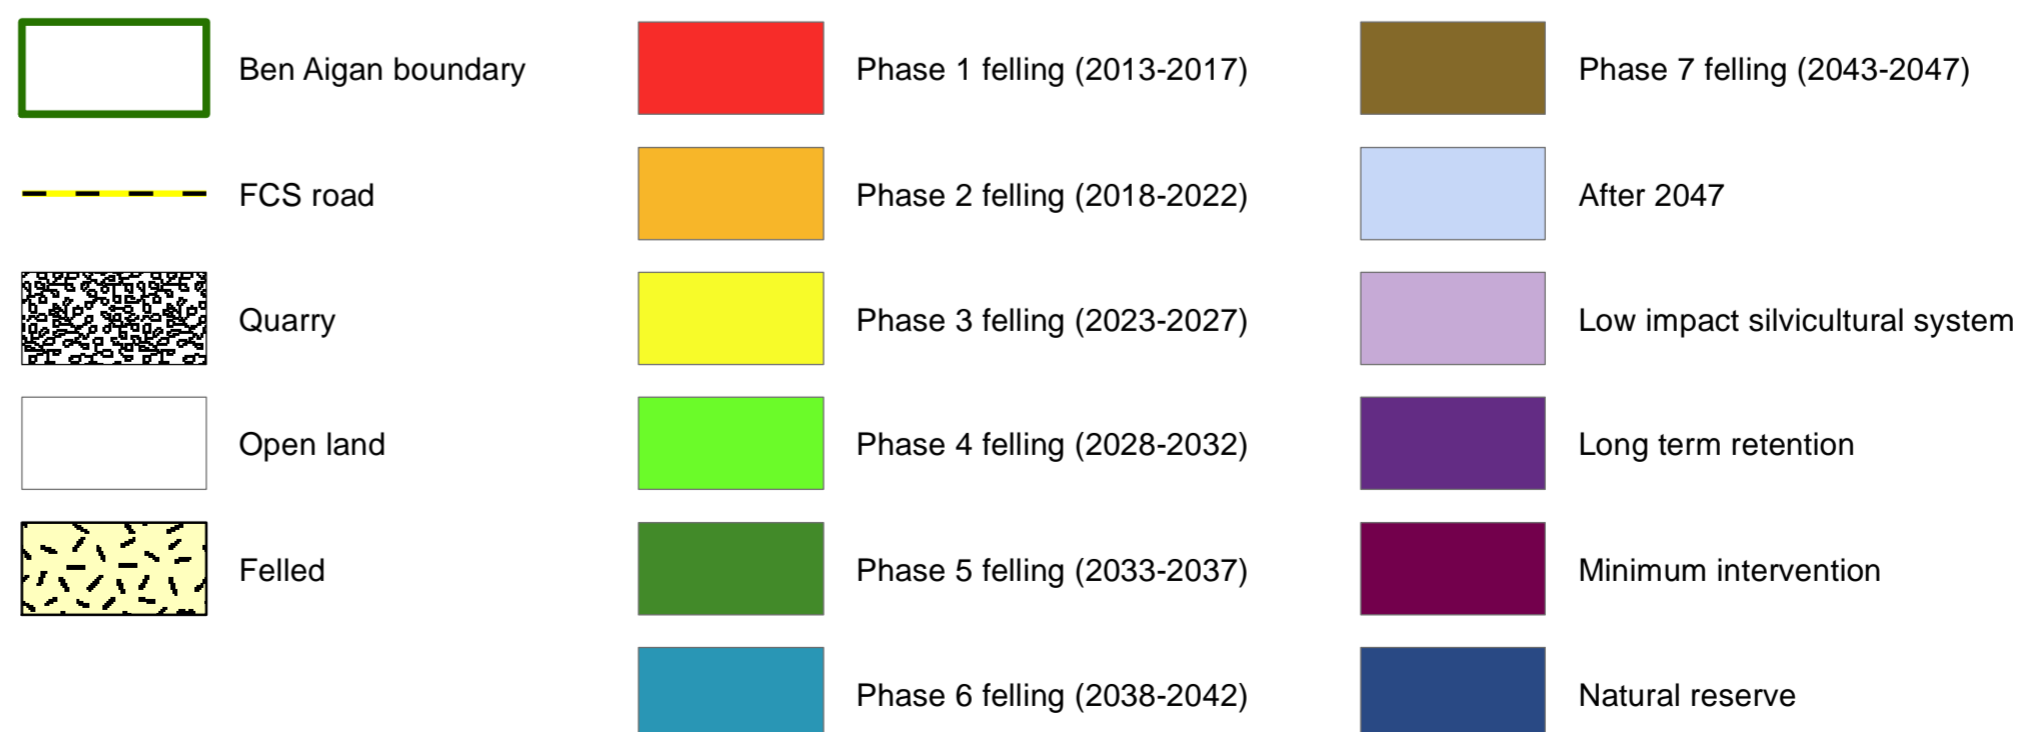 Ben Aigan boundary
FCS road
Quarry
Open land
Felled
Phase 1 felling (2013-2017)
Phase 2 felling (2018-2022)
Phase 3 felling (2023-2027)
Phase 4 felling (2028-2032)
Phase 5 felling (2033-2037)
Phase 6 felling (2038-2042)
Phase 7 felling (2043-2047)
After 2047
Low impact silvicultural system
Long term retention
Minimum intervention
Natural reserve